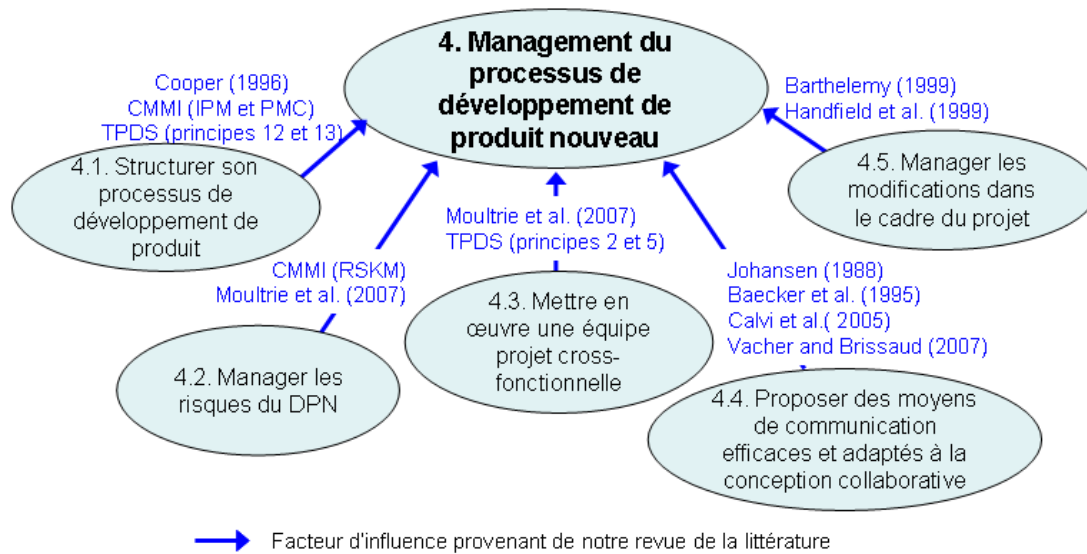 4. Management du
processus de
développement de
produit nouveau
Cooper (1996)
CMMI (IPM et PMC)
TPDS (principes 12 et 13)
4.1. Structurer son
processus de
développement de
produit
CMMI (RSKM)
Moultrie et al. (2007)
4.2. Manager les
risques du DPN
Moultrie et al. (2007)
TPDS (principes 2 et 5)
4.3. Mettre en
œuvre une équipe
projet cross-
fonctionnelle
Johansen (1988)
Baecker et al. (1995)
Calvi et al.( 2005)
Vacher and Brissaud (2007)
4.4. Proposer des moyens
de communication
efficaces et adaptés à la
conception collaborative
Barthelemy (1999)
Handfield et al. (1999)
4.5. Manager les
modifications dans
le cadre du projet
Facteur d'influence provenant de notre revue de la littérature